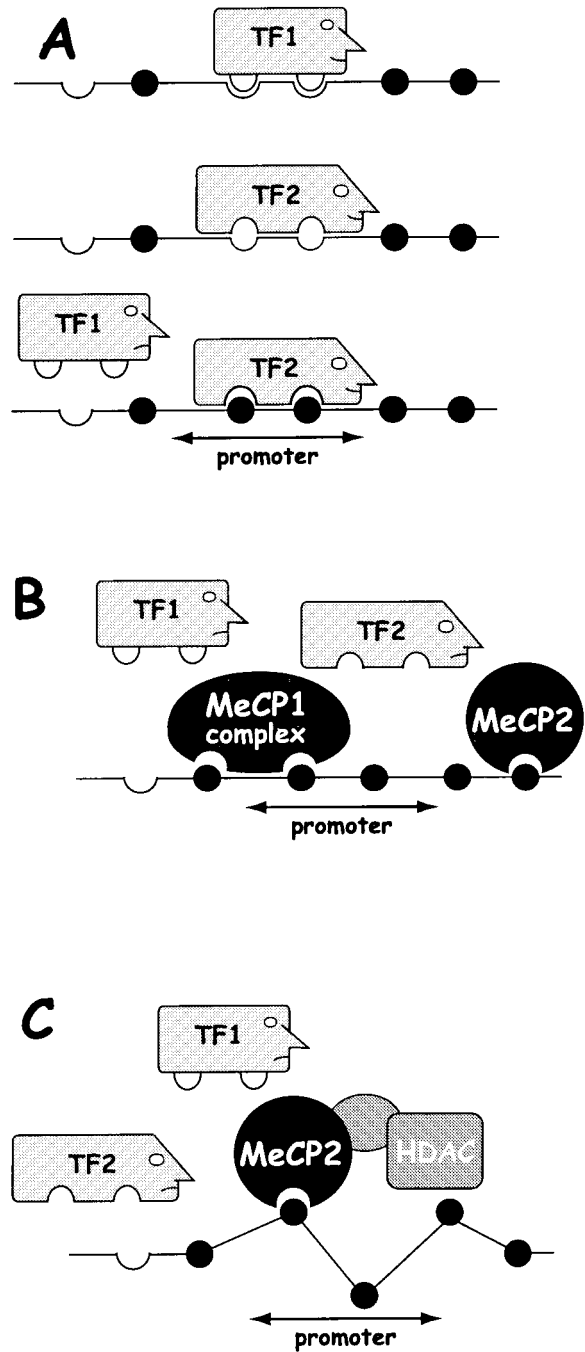 A
TF1
TF2
TF1
TF2
promoter
B
TF1
TF2
MeCP1
complex
MeCP2
promoter
C
TF1
TF2
MeCP2
HDAC
promoter